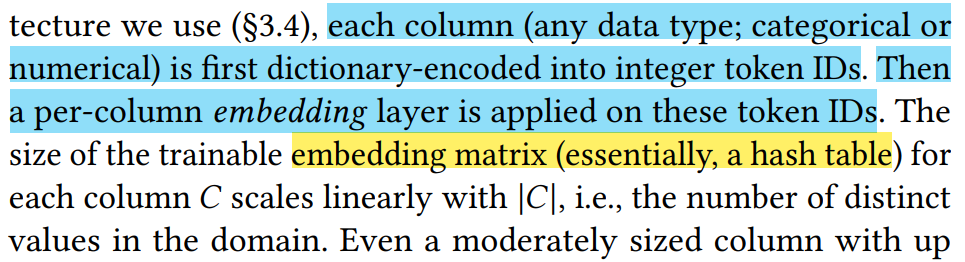 tecture we use (§3.4), each column (any data type; categorical or
numerical) is first dictionary-encoded into integer token IDs. Then
a per-column embedding layer is applied on these token IDs. The
size of the trainable embedding matrix (essentially, a hash table) for
each column C scales linearly with |C|, i.e., the number of distinct
values in the domain. Even a moderately sized column with up